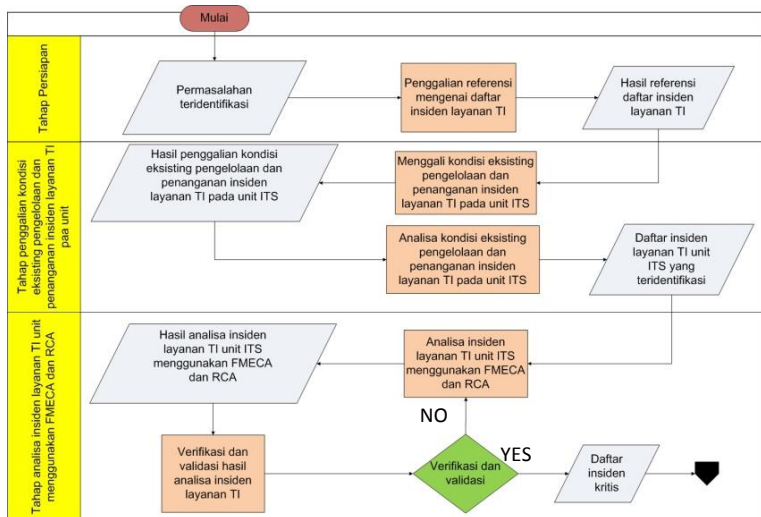 Mulai
Tahap Persiapan
Permasalahan
teridentifikasi
Penggalian referensi
mengenai daftar
insiden layanan TI
Hasil referensi
daftar insiden
layanan TI
Tahap penggalian kondisi
eksisting pengelolaan dan
penanganan insiden layanan TI
paa unit
Hasil penggalian kondisi
eksisting pengelolaan dan
penanganan insiden
layanan TI pada unit ITS
Menggali kondisi eksisting
pengelolaan dan
penanganan insiden
layanan TI pada unit ITS
Analisa kondisi eksisting
pengelolaan dan
penanganan insiden
layanan TI pada unit ITS
Daftar insiden
layanan TI unit
ITS yang
teridentifikasi
Tahap analisa insiden layanan TI unit
menggunakan FMECA dan RCA
Hasil analisa insiden
layanan TI unit ITS
menggunakan FMECA
dan RCA
Analisa insiden
layanan TI unit ITS
menggunakan FMECA
dan RCA
NO
Verifikasi dan
validasi hasil
analisa insiden
layanan TI
Verifikasi dan
validasi
YES
Daftar
insiden
kritis